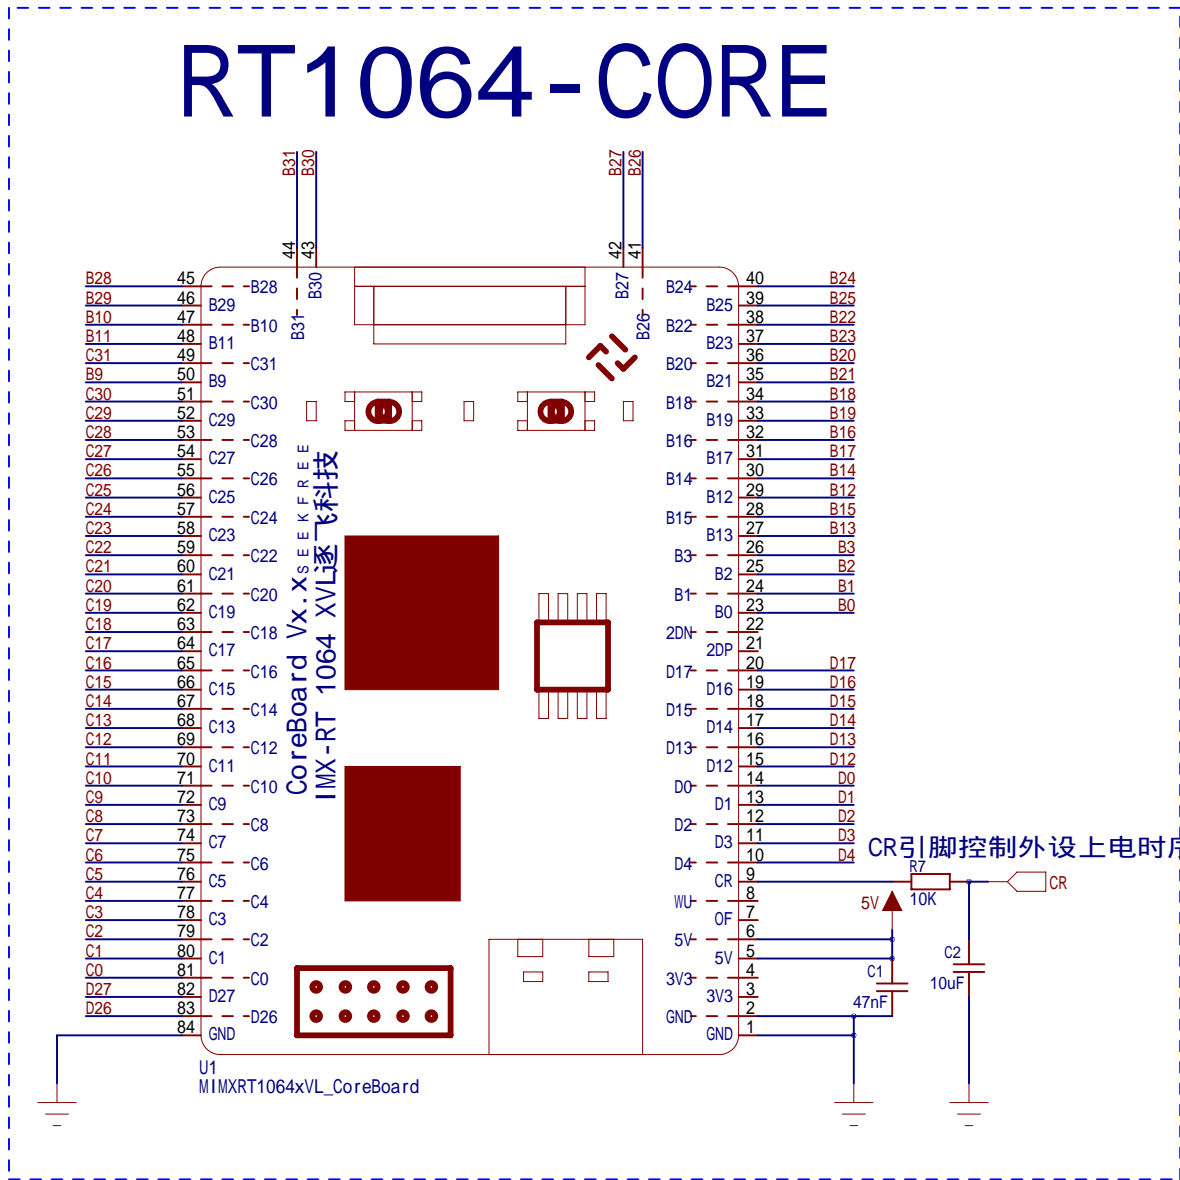 RT1064-CORE
B31 B30 B27 B26
44 43 42 41
B31 B30 B27 B26
B28 45 B28 B24 40 B24
B29 46 B29 B25 39 B25
B10 47 B10 B22 38 B22
B11 48 B11 B23 37 B23
C31 49 C31 B20 36 B20
B9 50 B9 B21 35 B21
C30 51 C30 B18 34 B18
C29 52 C29 B19 33 B19
C28 53 C28 B16 32 B16
C27 54 C27 B17 31 B17
C26 55 C26 B14 30 B14
C25 56 C25 B12 29 B12
C24 57 C24 B15 28 B15
C23 58 C23 B13 27 B13
C22 59 C22 B3 26 B3
C21 60 C21 B2 25 B2
C20 61 C20 B1 24 B1
C19 62 C19 B0 23 B0
C18 63 C18 2DN 22
C17 64 C17 2DP 21
C16 65 C16 D17 20 D17
C15 66 C15 D16 19 D16
C14 67 C14 D15 18 D15
C13 68 C13 D14 17 D14
C12 69 C12 D13 16 D13
C11 70 C11 D12 15 D12
C10 71 C10 D0 14 D0
C9 72 C9 D1 13 D1
C8 73 C8 D2 12 D2
C7 74 C7 D3 11 D3
C6 75 C6 D4 10 D4
C5 76 C5 CR 9
C4 77 C4 WU 8
C3 78 C3 OF 7
C2 79 C2 5V 6
C1 80 C1 5V 5
C0 81 C0 3V3 4
D27 82 D27 3V3 3
D26 83 D26 GND 2
84 GND GND 1
CoreBoard Vx.x SEEKFREE
IMX-RT 1064 XVL逐飞科技
CR引脚控制外设上电时序
R7
10K
CR
5V
C1
47nF
C2
10uF
U1
MIMXRT1064xVL_CoreBoard